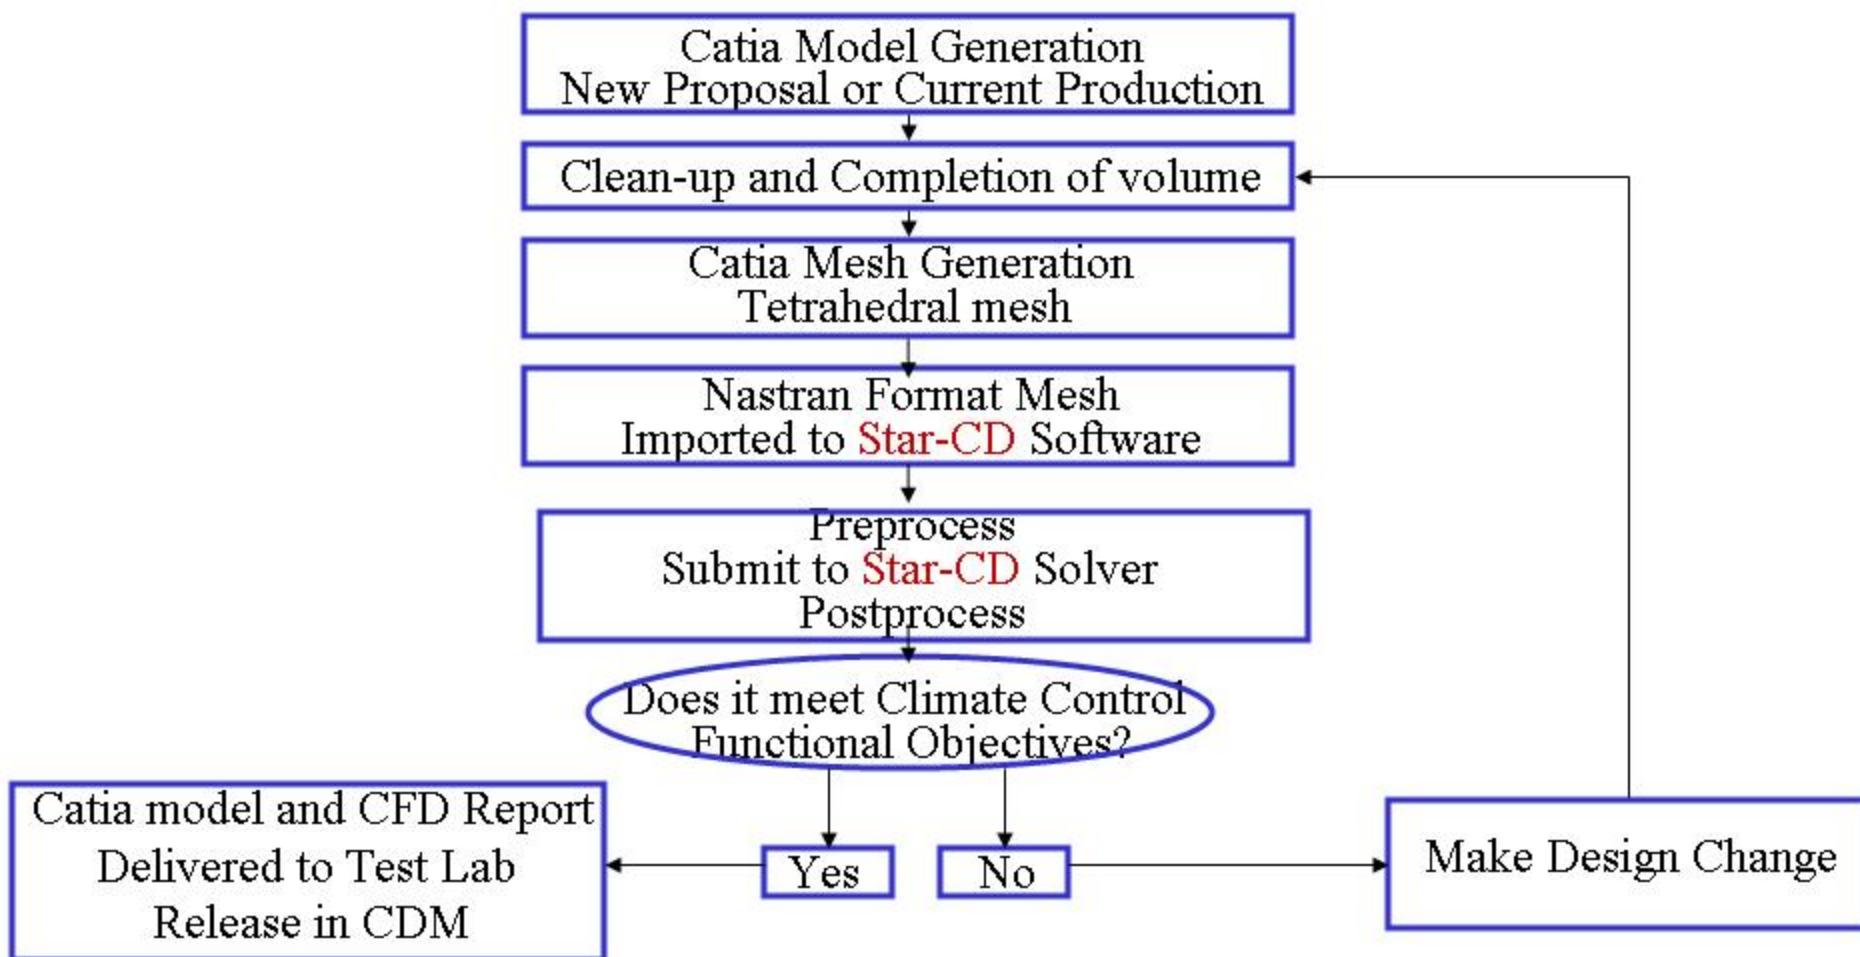 Catia Model Generation
New Proposal or Current Production
Clean-up and Completion of volume
Catia Mesh Generation
Tetrahedral mesh
Nastran Format Mesh
Imported to Star-CD Software
Preprocess
Submit to Star-CD Solver
Postprocess
Does it meet Climate Control
Functional Objectives?
Yes
No
Catia model and CFD Report
Delivered to Test Lab
Release in CDM
Make Design Change